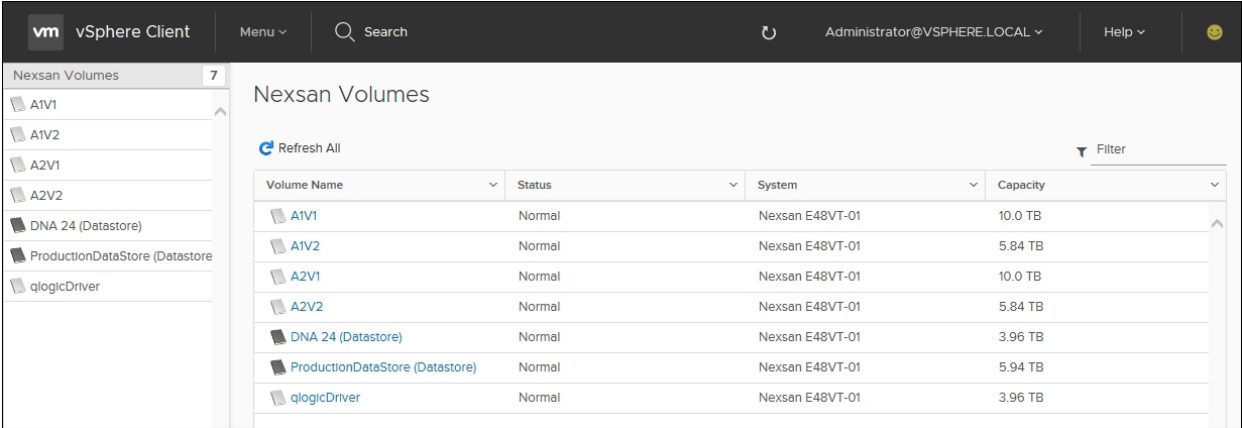 vm vSphere Client Menu Search Administrator@VSPHERE.LOCAL Help
Nexsan Volumes 7
A1V1
A1V2
A2V1
A2V2
DNA 24 (Datastore)
ProductionDataStore (Datastore
qlogicDriver
Nexsan Volumes
Refresh All Filter
Volume Name Status System Capacity
A1V1 Normal Nexsan E48VT-01 10.0 TB
A1V2 Normal Nexsan E48VT-01 5.84 TB
A2V1 Normal Nexsan E48VT-01 10.0 TB
A2V2 Normal Nexsan E48VT-01 5.84 TB
DNA 24 (Datastore) Normal Nexsan E48VT-01 3.96 TB
ProductionDataStore (Datastore) Normal Nexsan E48VT-01 5.94 TB
qlogicDriver Normal Nexsan E48VT-01 3.96 TB